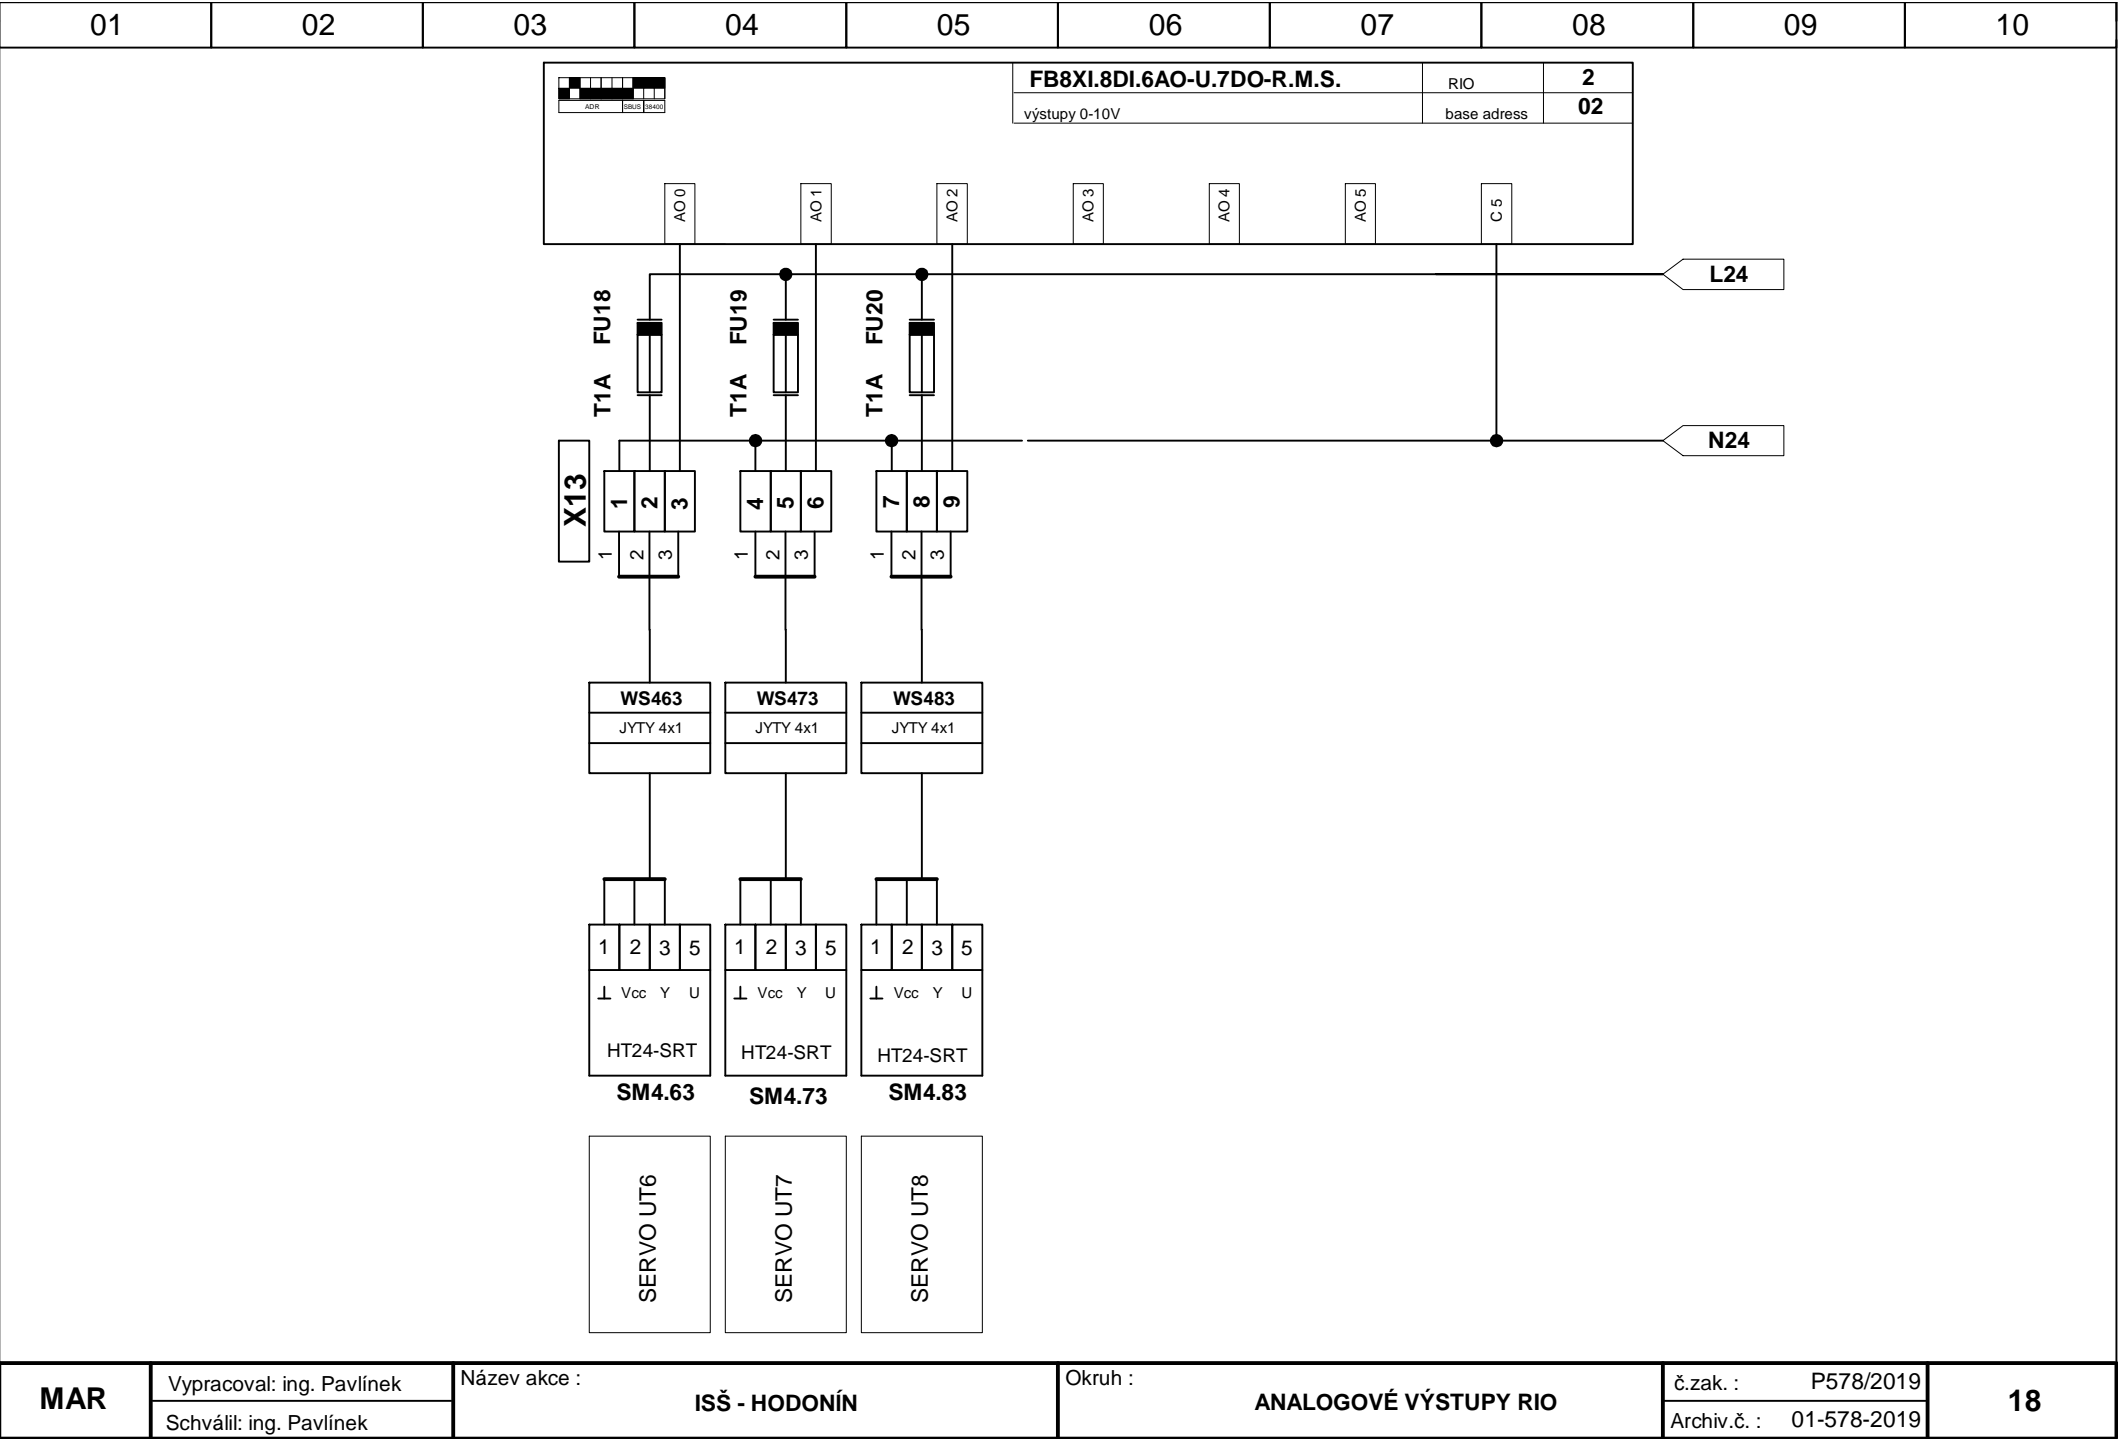 01 02 03 04 05 06 07 08 09 10
FB8XI.8DI.6AO-U.7DO-R.M.S. RIO 2
výstupy 0-10V base adress 02
ADR SBUS 38400
AO 0 AO 1 AO 2 AO 3 AO 4 AO 5 C 5
L24
FU18 FU19 FU20
T1A T1A T1A
N24
X13
1 2 3 4 5 6 7 8 9
1 2 3 1 2 3 1 2 3
WS463 WS473 WS483
JYTY 4x1 JYTY 4x1 JYTY 4x1
1 2 3 5 1 2 3 5 1 2 3 5
⊥ Vcc Y U ⊥ Vcc Y U ⊥ Vcc Y U
HT24-SRT HT24-SRT HT24-SRT
SM4.63 SM4.73 SM4.83
SERVO UT6
SERVO UT7
SERVO UT8
MAR
Vypracoval: ing. Pavlínek
Schválil: ing. Pavlínek
Název akce :
ISŠ - HODONÍN
Okruh :
ANALOGOVÉ VÝSTUPY RIO
č.zak. : P578/2019
Archiv.č. : 01-578-2019
18